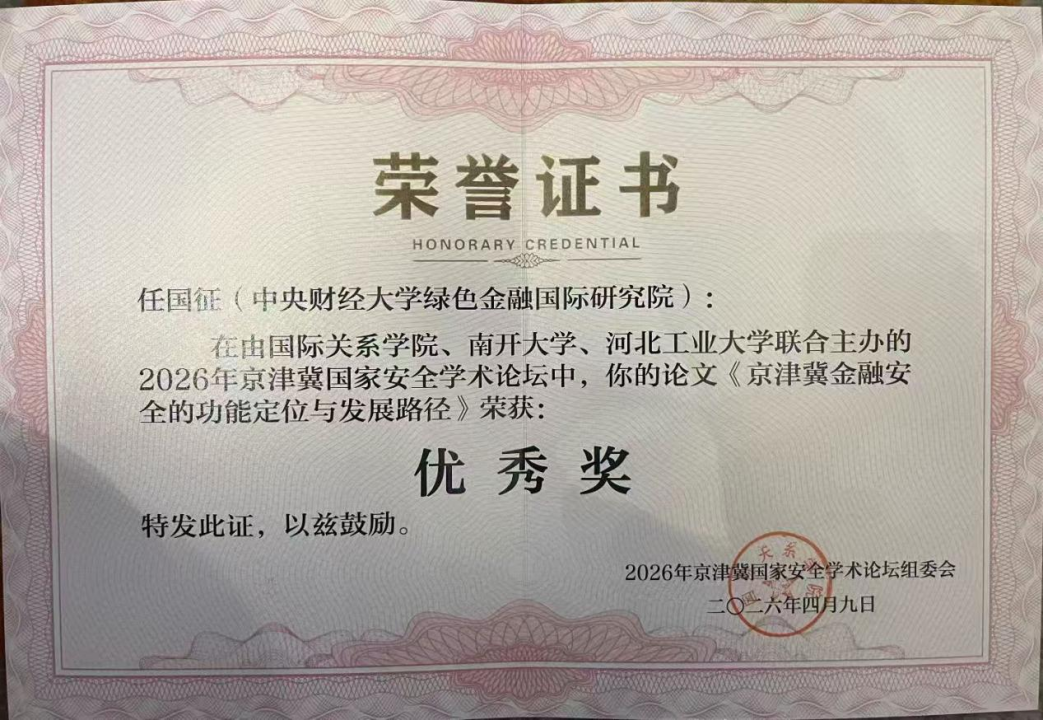 荣誉证书
HONORARY CREDENTIAL
任国征（中央财经大学绿色金融国际研究院）：
在由国际关系学院、南开大学、河北工业大学联合主办的
2026年京津冀国家安全学术论坛中，你的论文《京津冀金融安
全的功能定位与发展路径》荣获：
优秀奖
特发此证，以兹鼓励。
2026年京津冀国家安全学术论坛组委会
二〇二六年四月九日